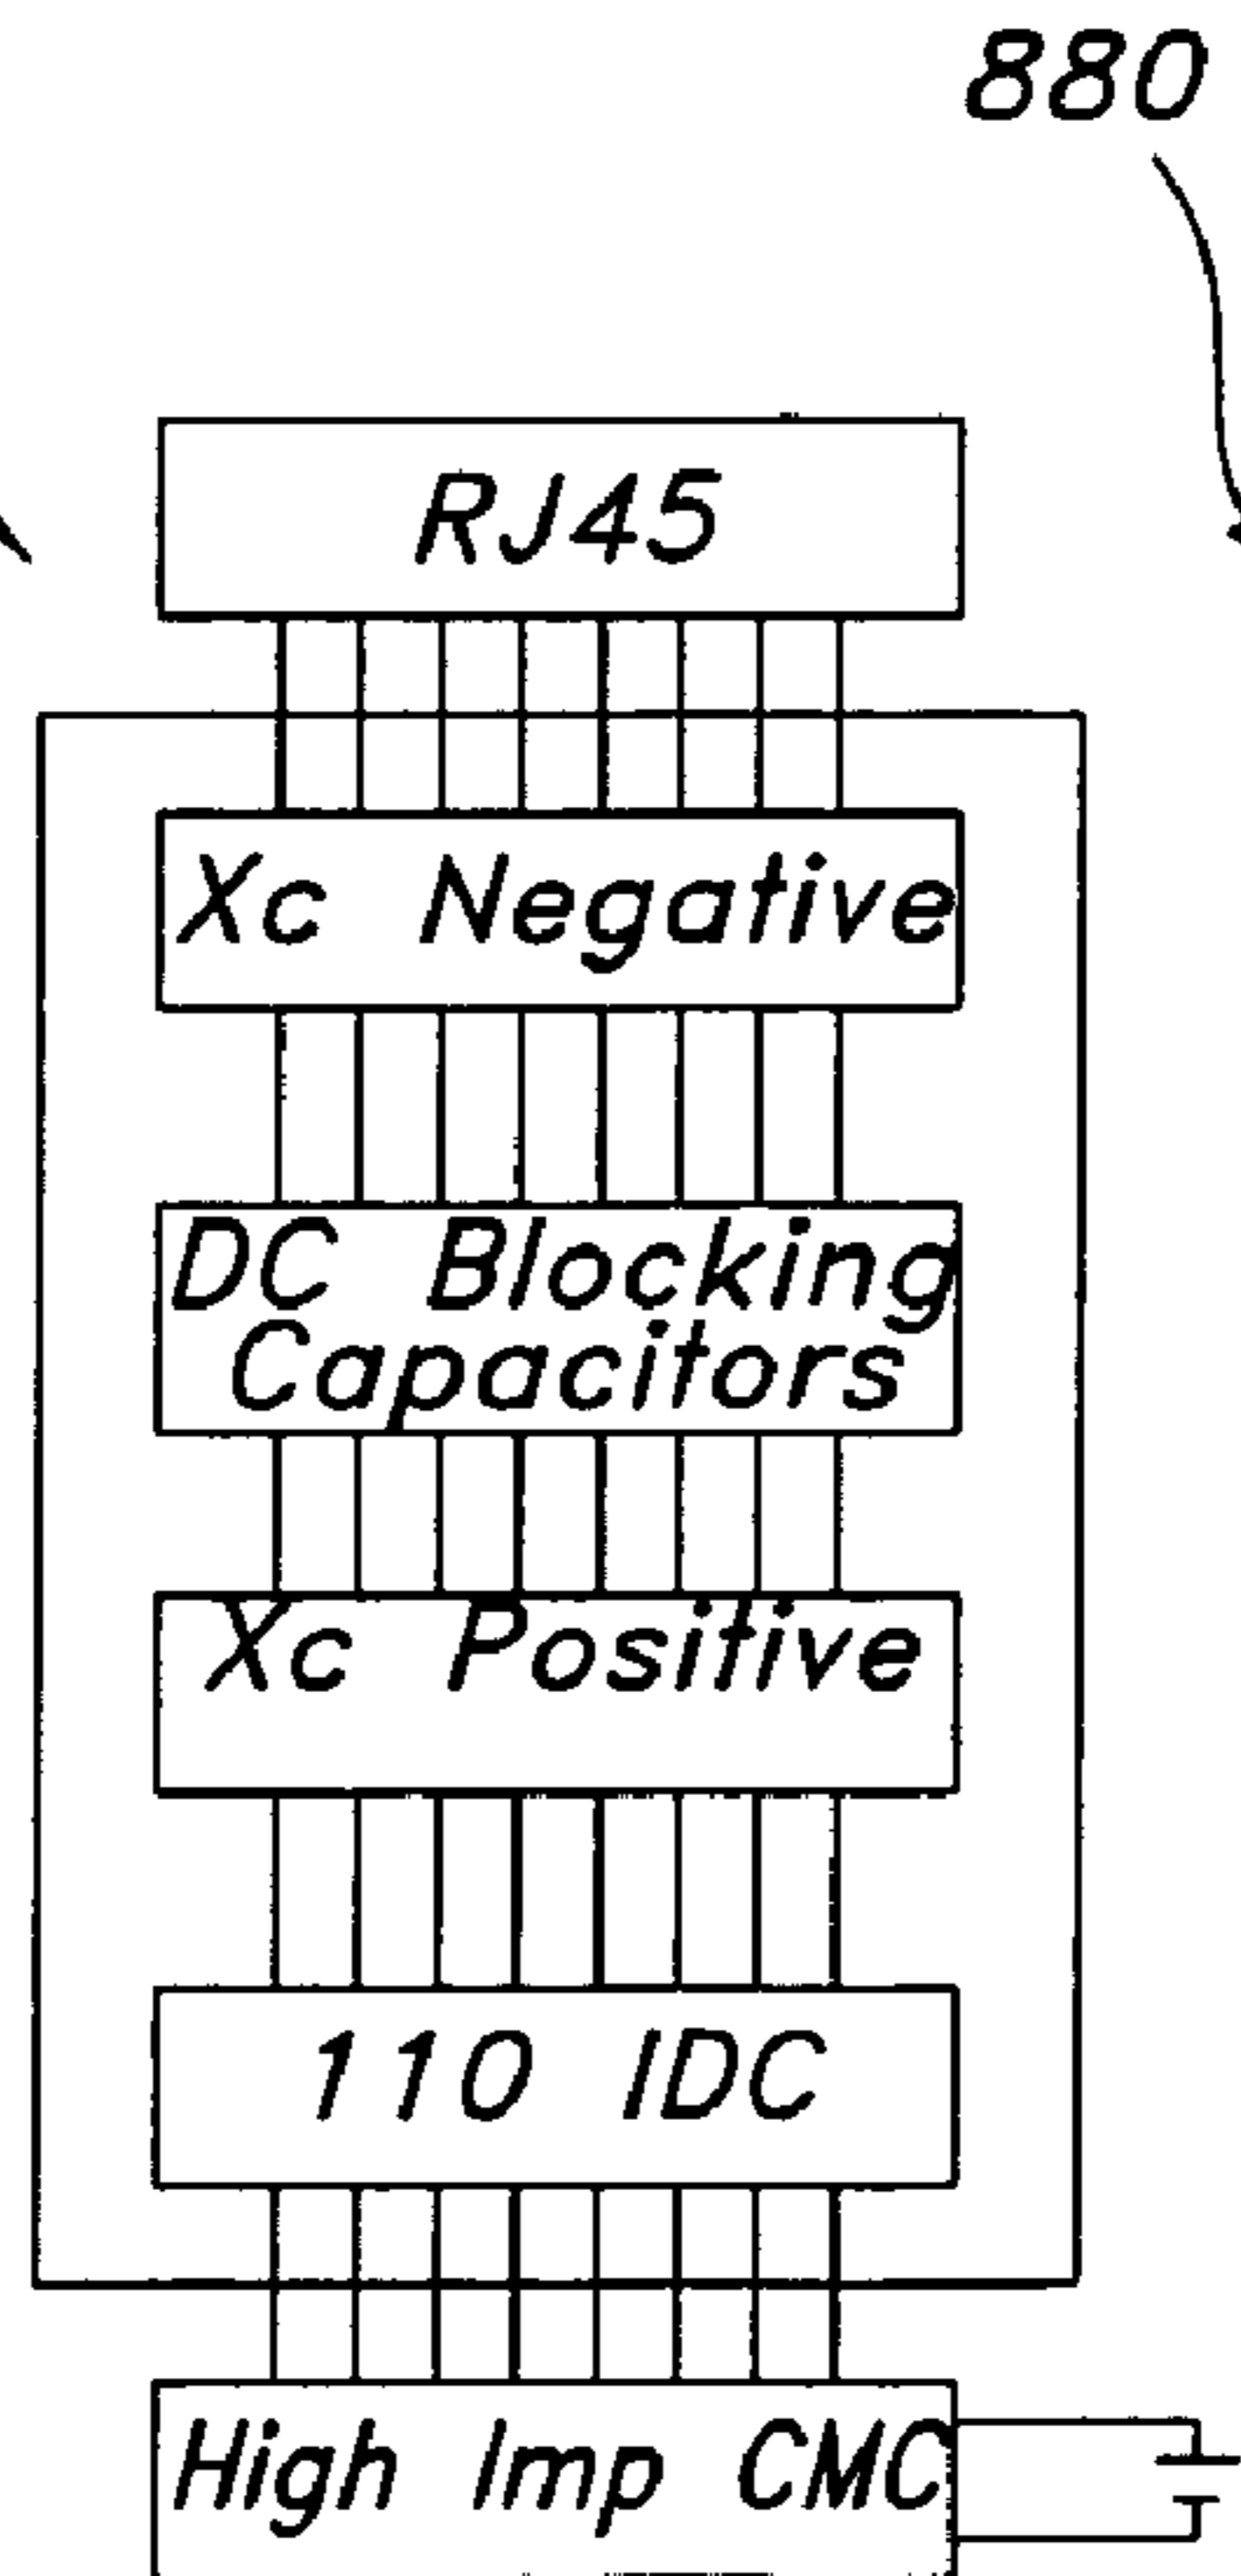 880
RJ45
Xc Negative
DC Blocking
Capacitors
Xc Positive
110 IDC
High Imp CMC